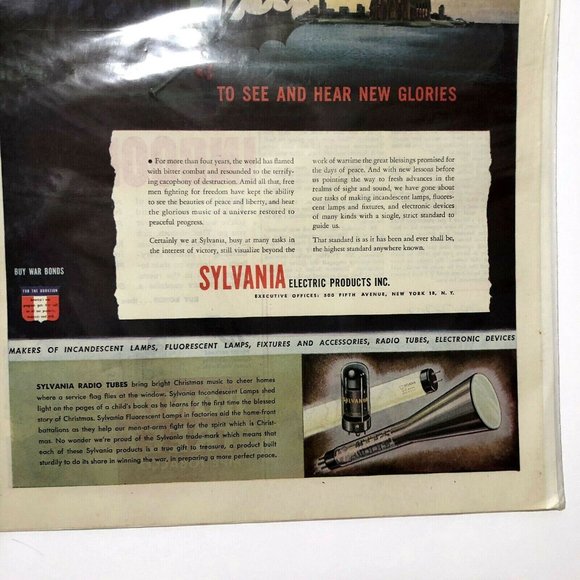 TO SEE AND HEAR NEW GLORIES
• For more than four years, the world has flamed
with bitter combat and resounded to the terrify-
ing cacophony of destruction. Amid all that, free
men fighting for freedom have kept the ability
to see the beauties of peace and liberty, and hear
the glorious music of a universe restored to
peaceful progress.
Certainly we at Sylvania, busy at many tasks in
the interest of victory, still visualize beyond the
work of wartime the great blessings promised for
the days of peace. And with new lessons before
us pointing the way to fresh advances in the
realms of sight and sound, we have gone about
our tasks of making incandescent lamps, fluores-
cent lamps and fixtures, and electronic devices
of many kinds with a single, strict standard to
guide us.
That standard is as it has been and ever shall be,
the highest standard anywhere known.
SYLVANIA ELECTRIC PRODUCTS INC.
EXECUTIVE OFFICES: 500 FIFTH AVENUE, NEW YORK 18, N. Y.
BUY WAR BONDS
FOR THE DURATION
MAKERS OF INCANDESCENT LAMPS, FLUORESCENT LAMPS, FIXTURES AND ACCESSORIES, RADIO TUBES, ELECTRONIC DEVICES
SYLVANIA RADIO TUBES bring bright Christmas music to cheer homes
where a service flag flies at the window. Sylvania Incandescent Lamps shed
light on the pages of a child's book as he learns for the first time the blessed
story of Christmas. Sylvania Fluorescent Lamps in factories aid the home-front
battalions as they help our men-at-arms fight for the spirit which is Christ-
mas. No wonder we're proud of the Sylvania trade-mark which means that
each of these Sylvania products is a true gift to treasure, a product built
sturdily to do its share in winning the war, in preparing a more perfect peace.
SYLVANIA